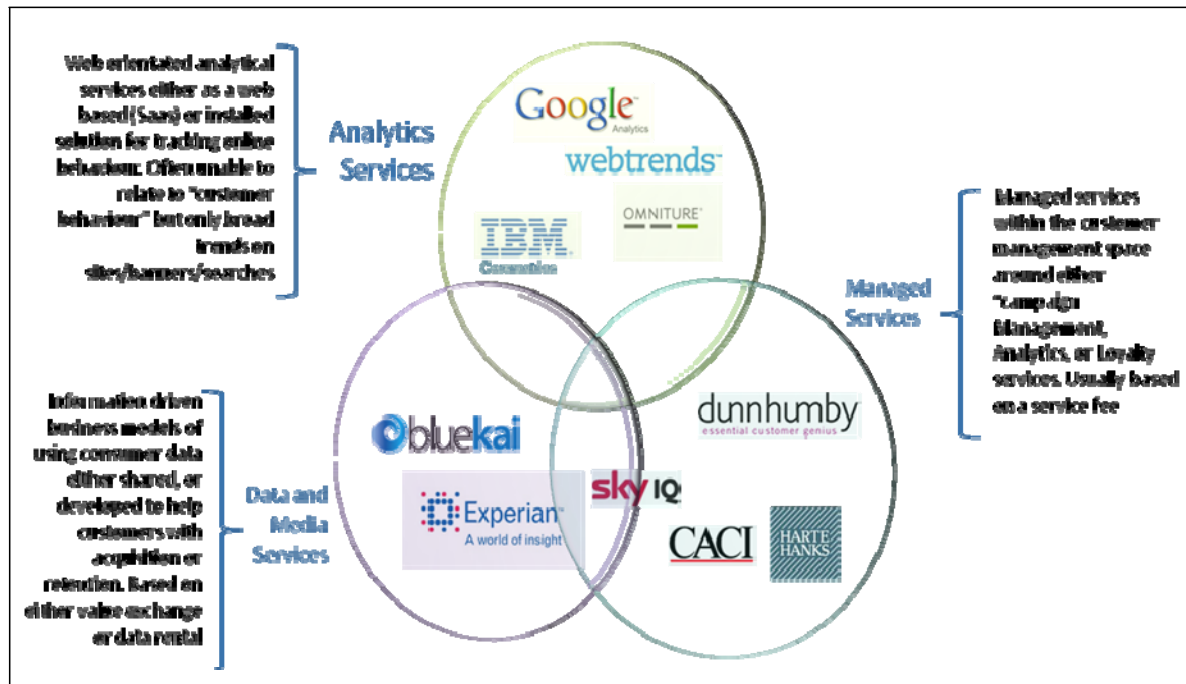 Web orientated analytical
services either as a web
based (Saas) or installed
solution for tracking online
behaviour. Often unable to
relate to "customer
behaviour" but only broad
trends on
sites/banners/searches
Analytics
Services
Google™
Analytics
webtrends™
IBM®
Coremetrics
OMNITURE™
Managed
Services
Managed services
within the customer
management space
around either
"campaign
Management,
Analytics, or Loyalty
services. Usually based
on a service fee
Information driven
business models of
using consumer data
either shared, or
developed to help
customers with
acquisition or
retention. Based on
either value exchange
or data rental
Data and
Media
Services
bluekai
Experian™
A world of insight
sky IQ
dunnhumby
essential customer genius
CACI
HARTE
HANKS